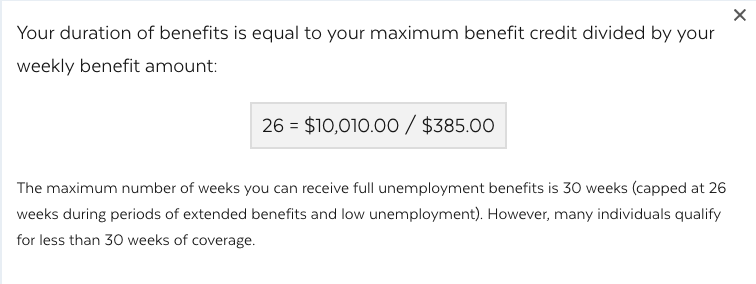 Your duration of benefits is equal to your maximum benefit credit divided by your
weekly benefit amount:
26 = $10,010.00 / $385.00
The maximum number of weeks you can receive full unemployment benefits is 30 weeks (capped at 26
weeks during periods of extended benefits and low unemployment). However, many individuals qualify
for less than 30 weeks of coverage.